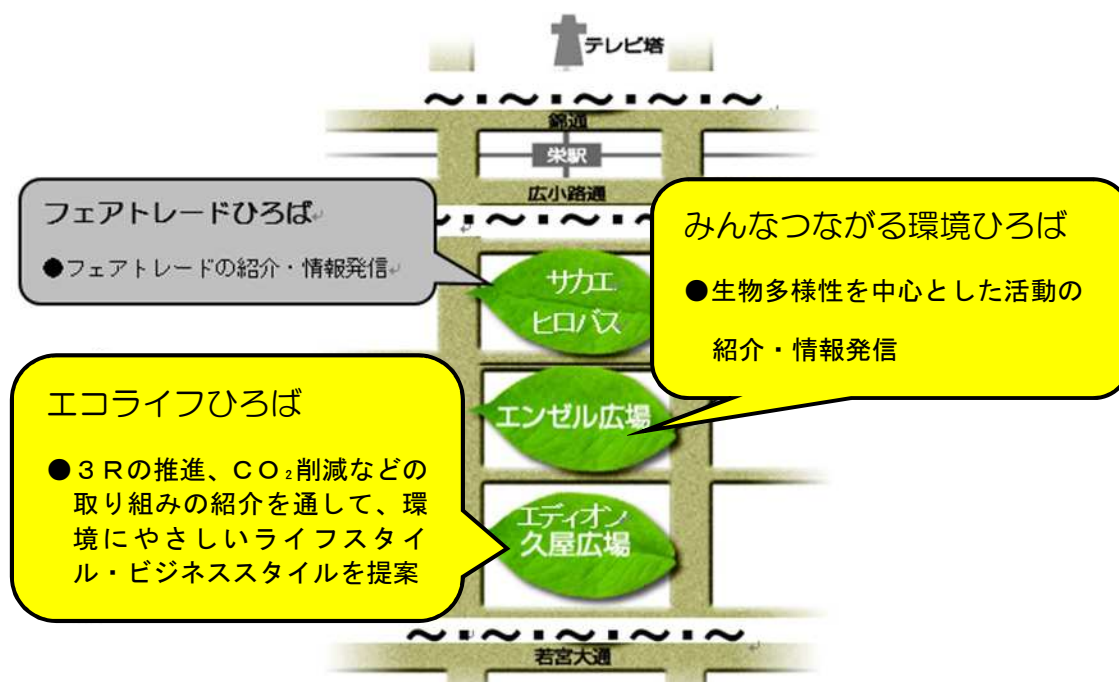 テレビ塔
錦通
栄駅
広小路通
フェアトレードひろば
●フェアトレードの紹介・情報発信
みんなつながる環境ひろば
●生物多様性を中心とした活動の
紹介・情報発信
サカエ
ヒロバス
エンゼル広場
エコライフひろば
●３Ｒの推進、ＣＯ₂削減などの
取り組みの紹介を通して、環
境にやさしいライフスタイ
ル・ビジネススタイルを提案
エディオン
久屋広場
若宮大通